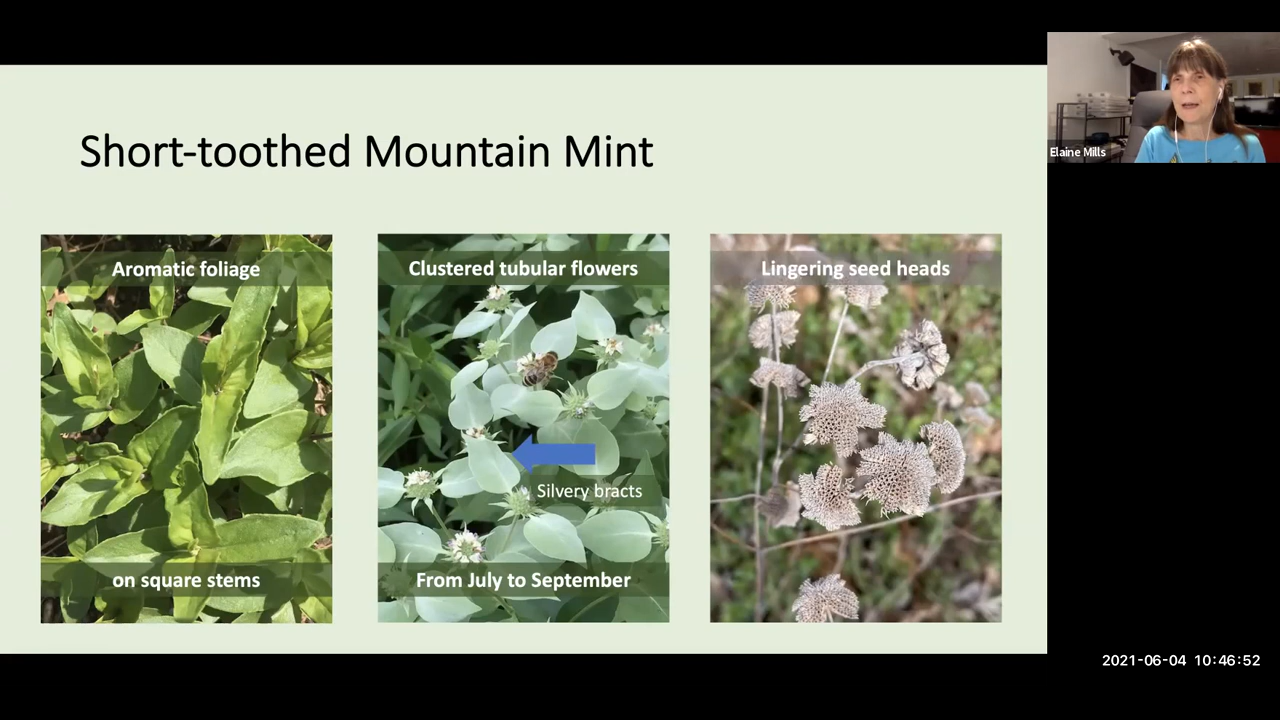 Short-toothed Mountain Mint
Aromatic foliage
on square stems
Clustered tubular flowers
Silvery bracts
From July to September
Lingering seed heads
Elaine Mills
2021-06-04 10:46:52